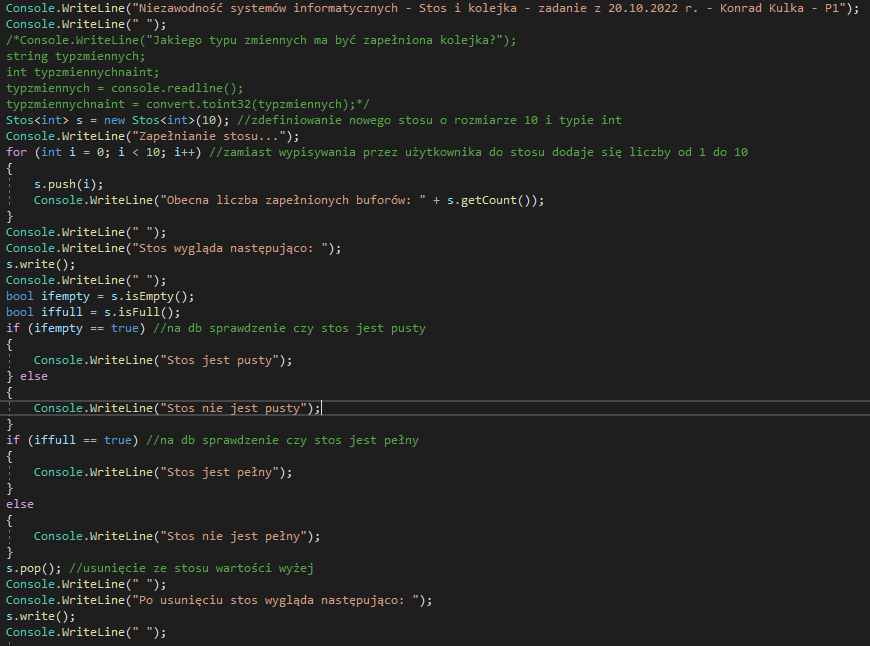 Console.WriteLine("Niezawodność systemów informatycznych - Stos i kolejka - zadanie z 20.10.2022 r. - Konrad Kulka - P1");
Console.WriteLine(" ");
/*Console.WriteLine("Jakiego typu zmiennych ma być zapełniona kolejka?");
string typzmiennych;
int typzmiennychnaint;
typzmiennych = console.readline();
typzmiennychnaint = convert.toint32(typzmiennych);*/
Stos<int> s = new Stos<int>(10); //zdefiniowanie nowego stosu o rozmiarze 10 i typie int
Console.WriteLine("Zapełnianie stosu...");
for (int i = 0; i < 10; i++) //zamiast wypisywania przez użytkownika do stosu dodaje się liczby od 1 do 10
{
    s.push(i);
    Console.WriteLine("Obecna liczba zapełnionych buforów: " + s.getCount());
}
Console.WriteLine(" ");
Console.WriteLine("Stos wygląda następująco: ");
s.write();
Console.WriteLine(" ");
bool ifempty = s.isEmpty();
bool iffull = s.isFull();
if (ifempty == true) //na db sprawdzenie czy stos jest pusty
{
    Console.WriteLine("Stos jest pusty");
} else
{
    Console.WriteLine("Stos nie jest pusty");
}
if (iffull == true) //na db sprawdzenie czy stos jest pełny
{
    Console.WriteLine("Stos jest pełny");
}
else
{
    Console.WriteLine("Stos nie jest pełny");
}
s.pop(); //usunięcie ze stosu wartości wyżej
Console.WriteLine(" ");
Console.WriteLine("Po usunięciu stos wygląda następująco: ");
s.write();
Console.WriteLine(" ");